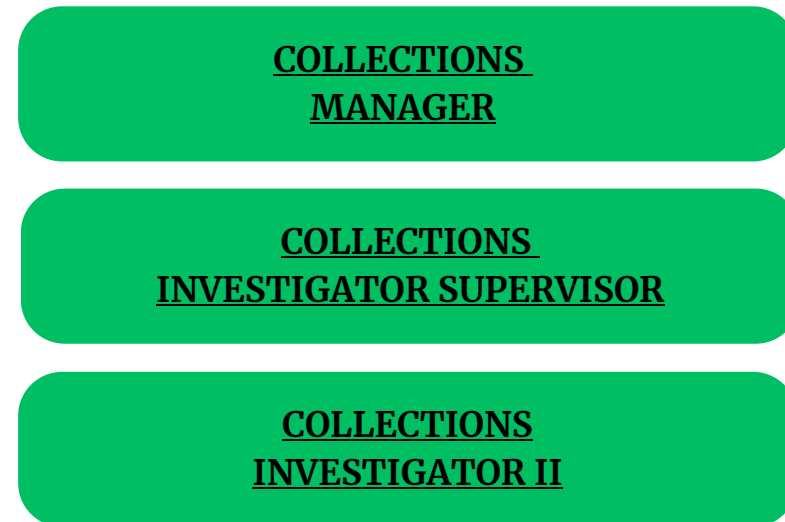 COLLECTIONS
MANAGER
COLLECTIONS
INVESTIGATOR SUPERVISOR
COLLECTIONS
INVESTIGATOR II